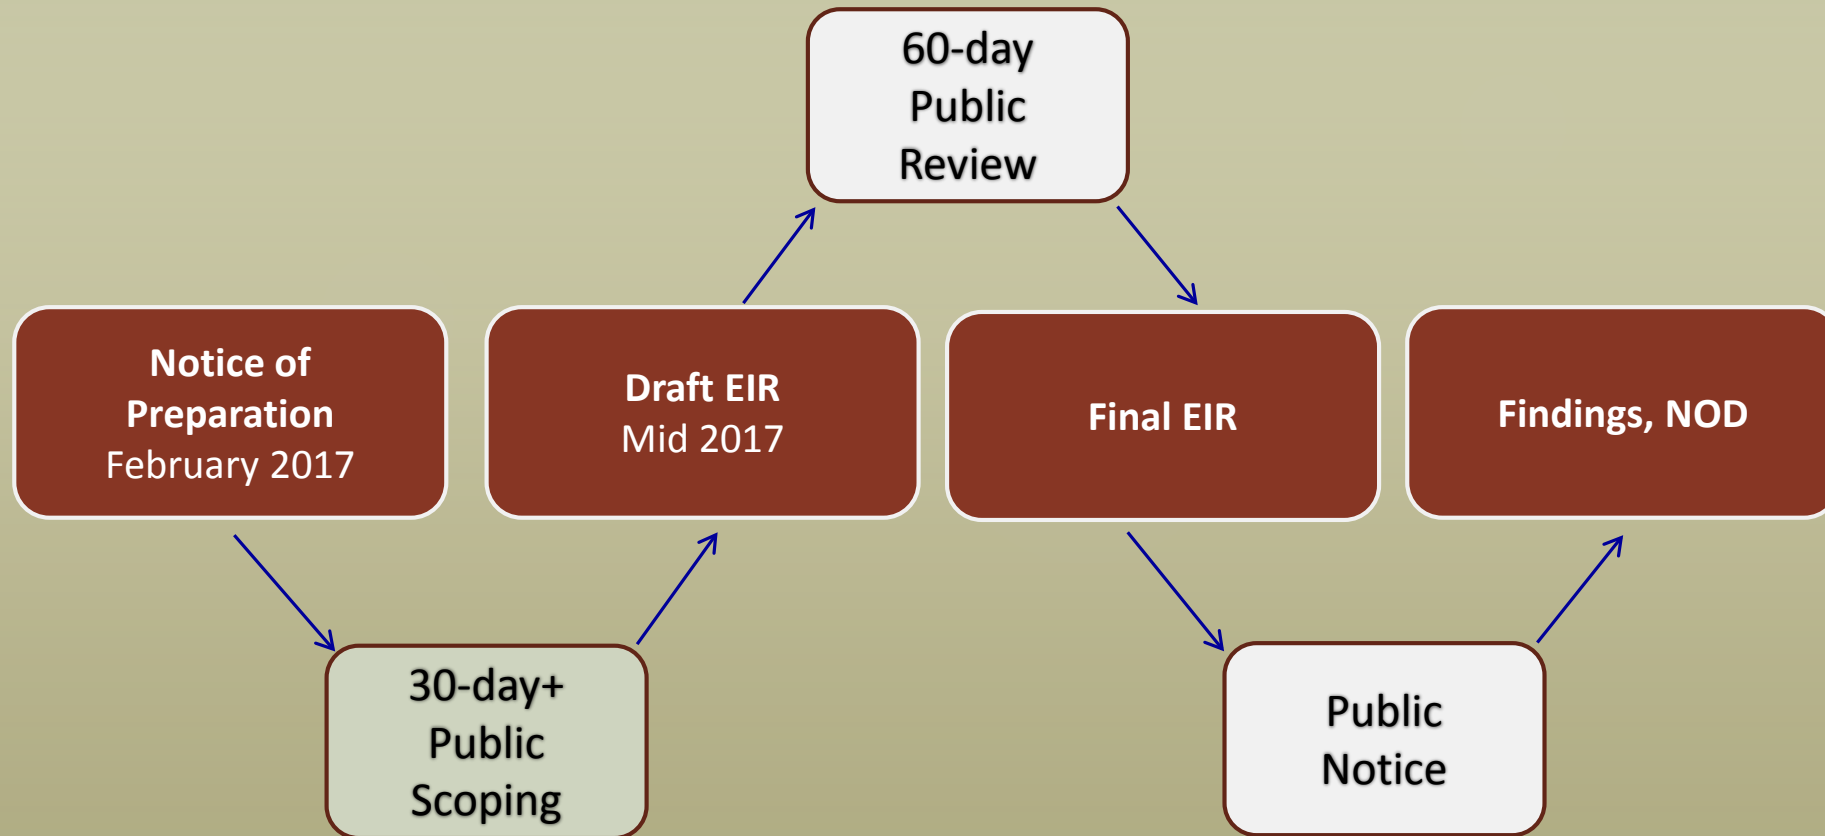 60-day
Public
Review
Notice of
Preparation
February 2017
Draft EIR
Mid 2017
Final EIR
Findings, NOD
30-day+
Public
Scoping
Public
Notice